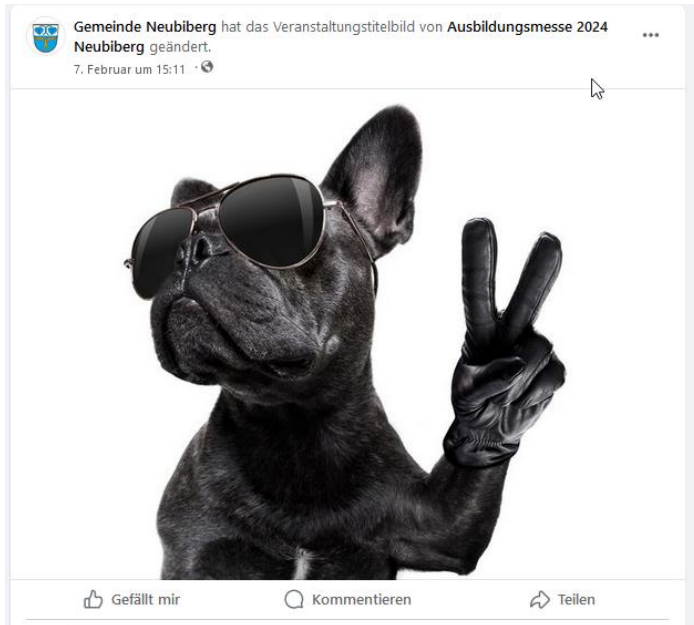 Gemeinde Neubiberg hat das Veranstaltungstitelbild von Ausbildungsmesse 2024
Neubiberg geändert.
7. Februar um 15:11 ·
Gefällt mir
Kommentieren
Teilen